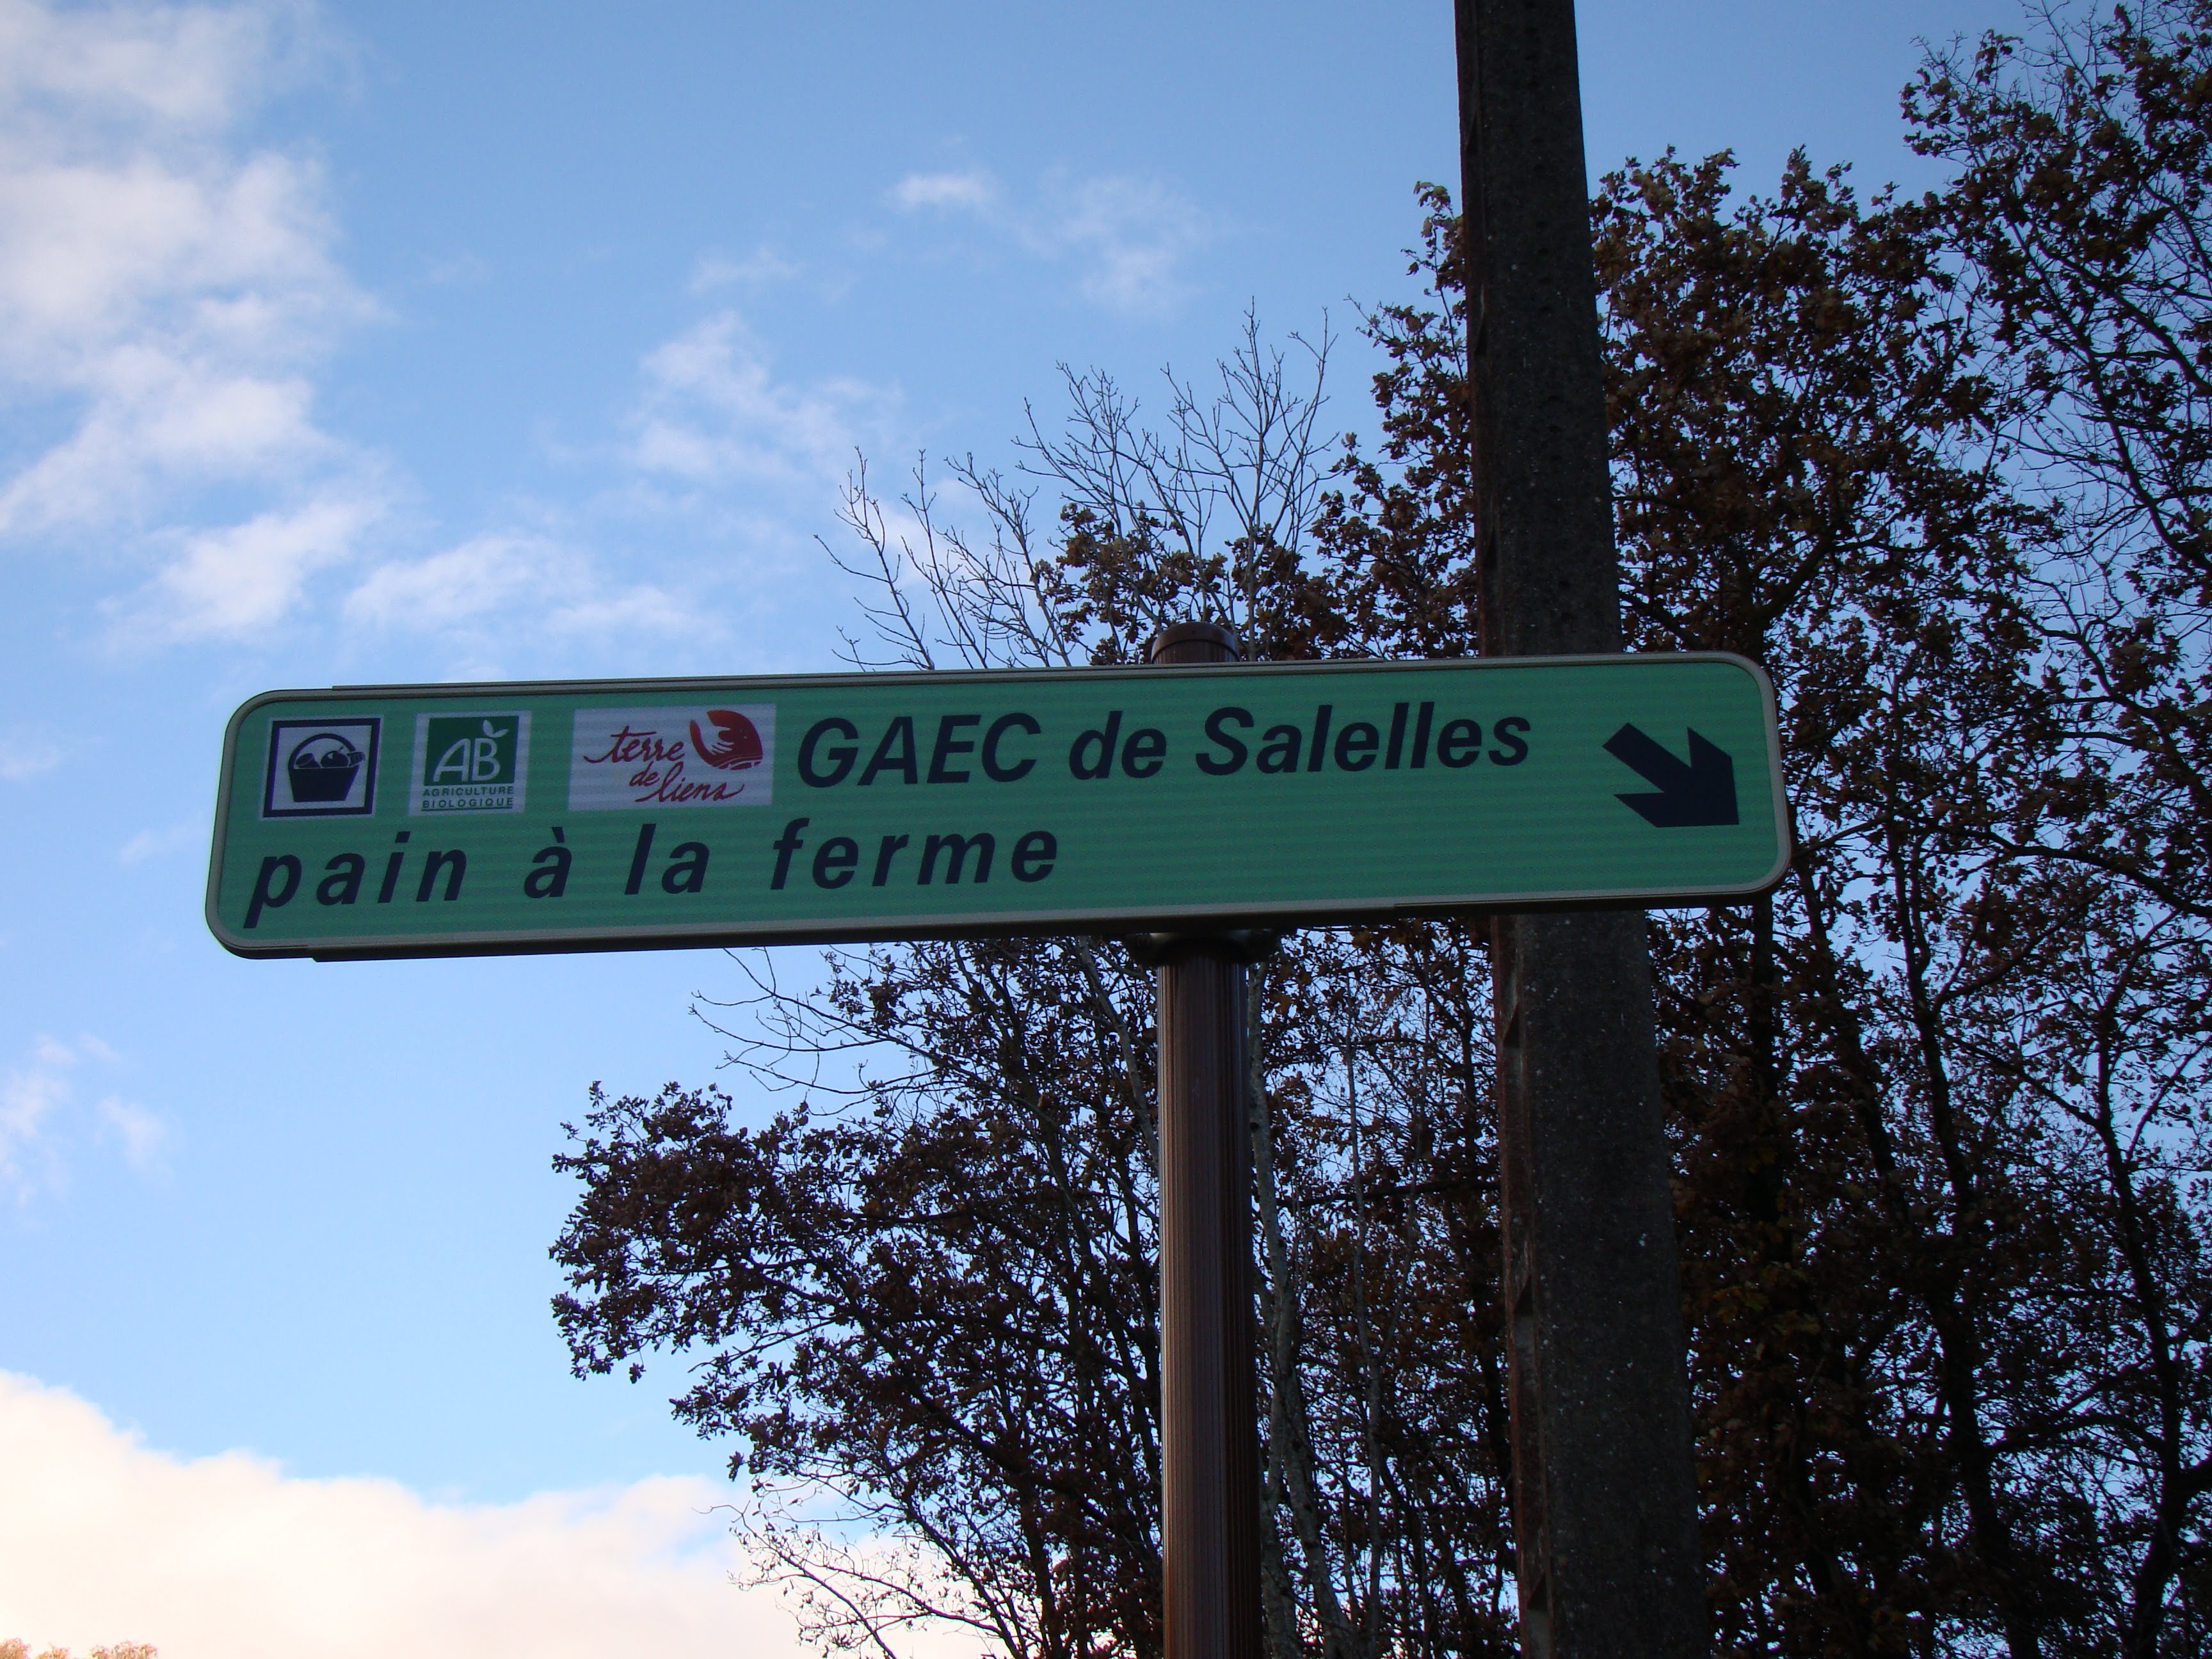 AB
AGRICULTURE
BIOLOGIQUE
terre
de
liens
GAEC de Salelles
pain à la ferme